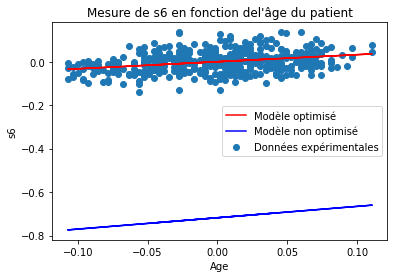 Mesure de s6 en fonction del'âge du patient
0.0
−0.2
−0.4
−0.6
−0.8
s6
Modèle optimisé
Modèle non optimisé
Données expérimentales
−0.10
−0.05
0.00
0.05
0.10
Age